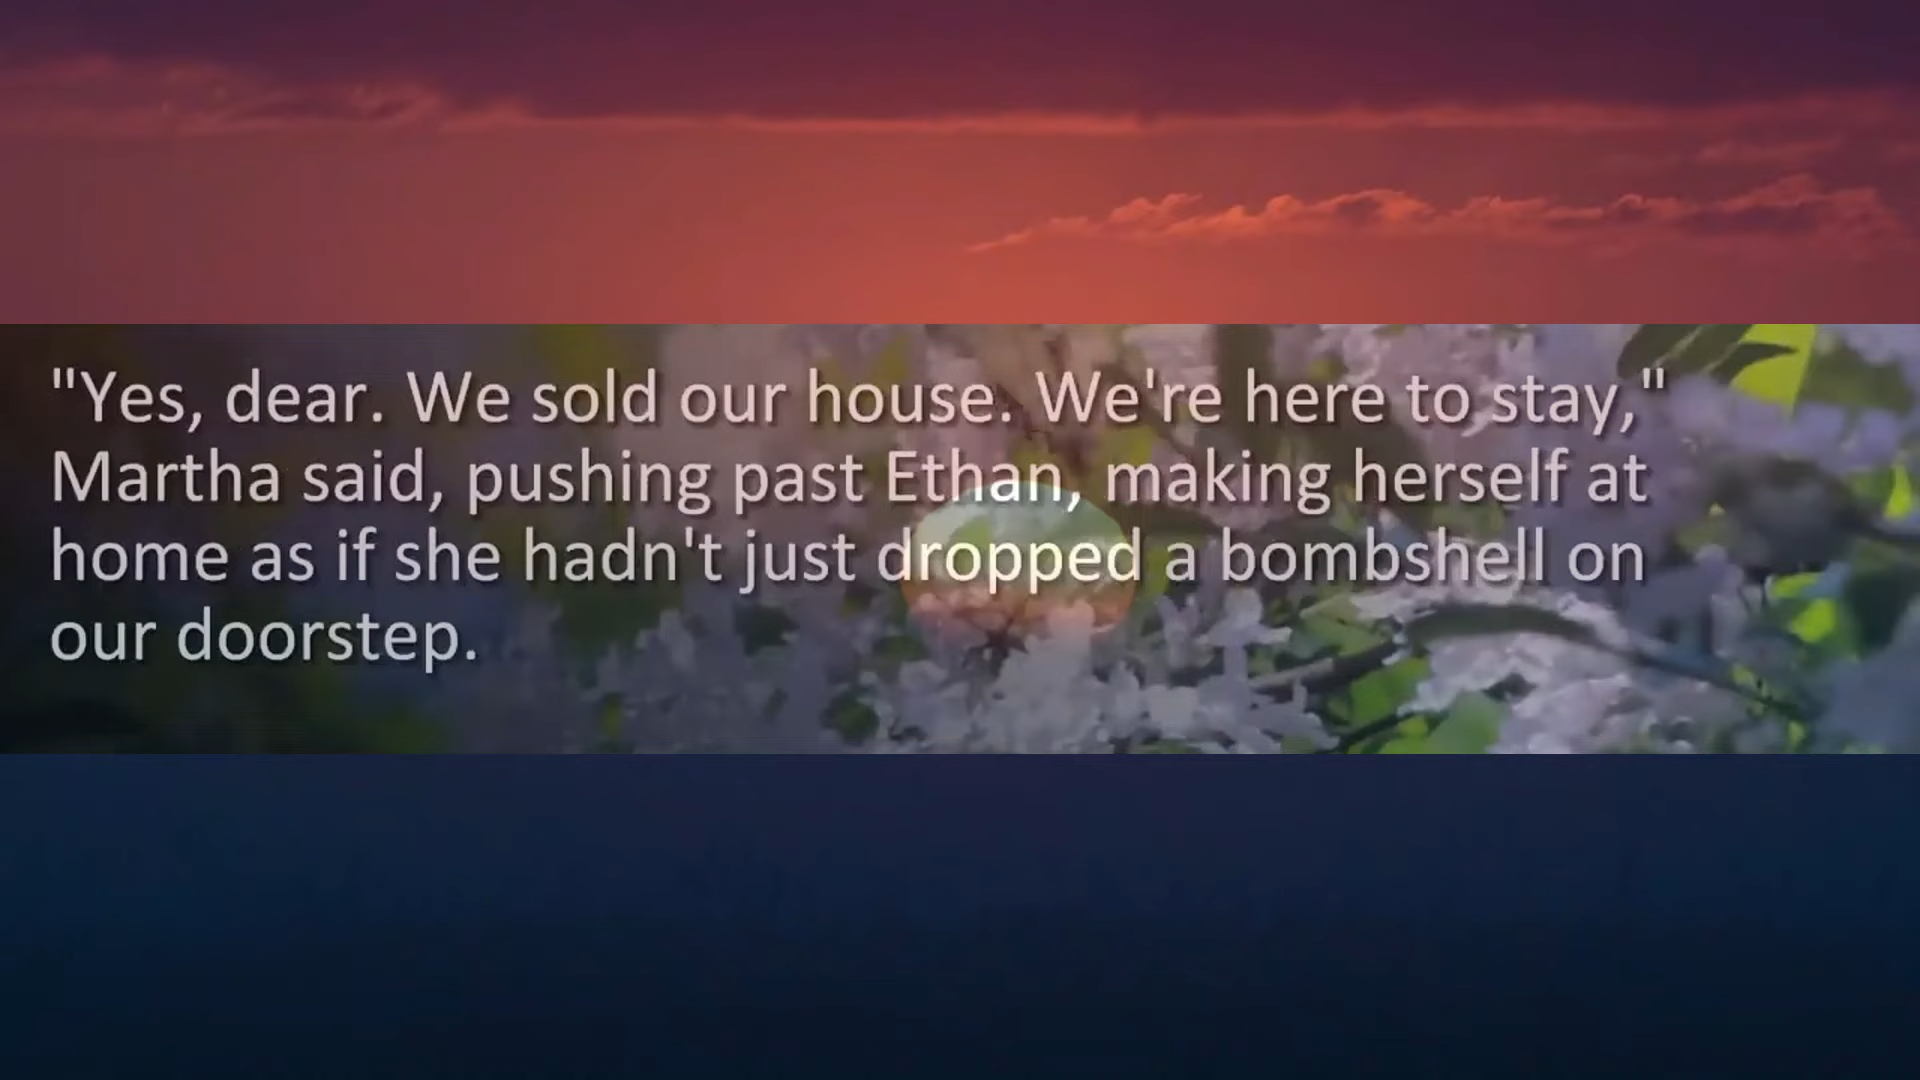 "Yes, dear. We sold our house. We're here to stay,"
Martha said, pushing past Ethan, making herself at
home as if she hadn't just dropped a bombshell on
our doorstep.